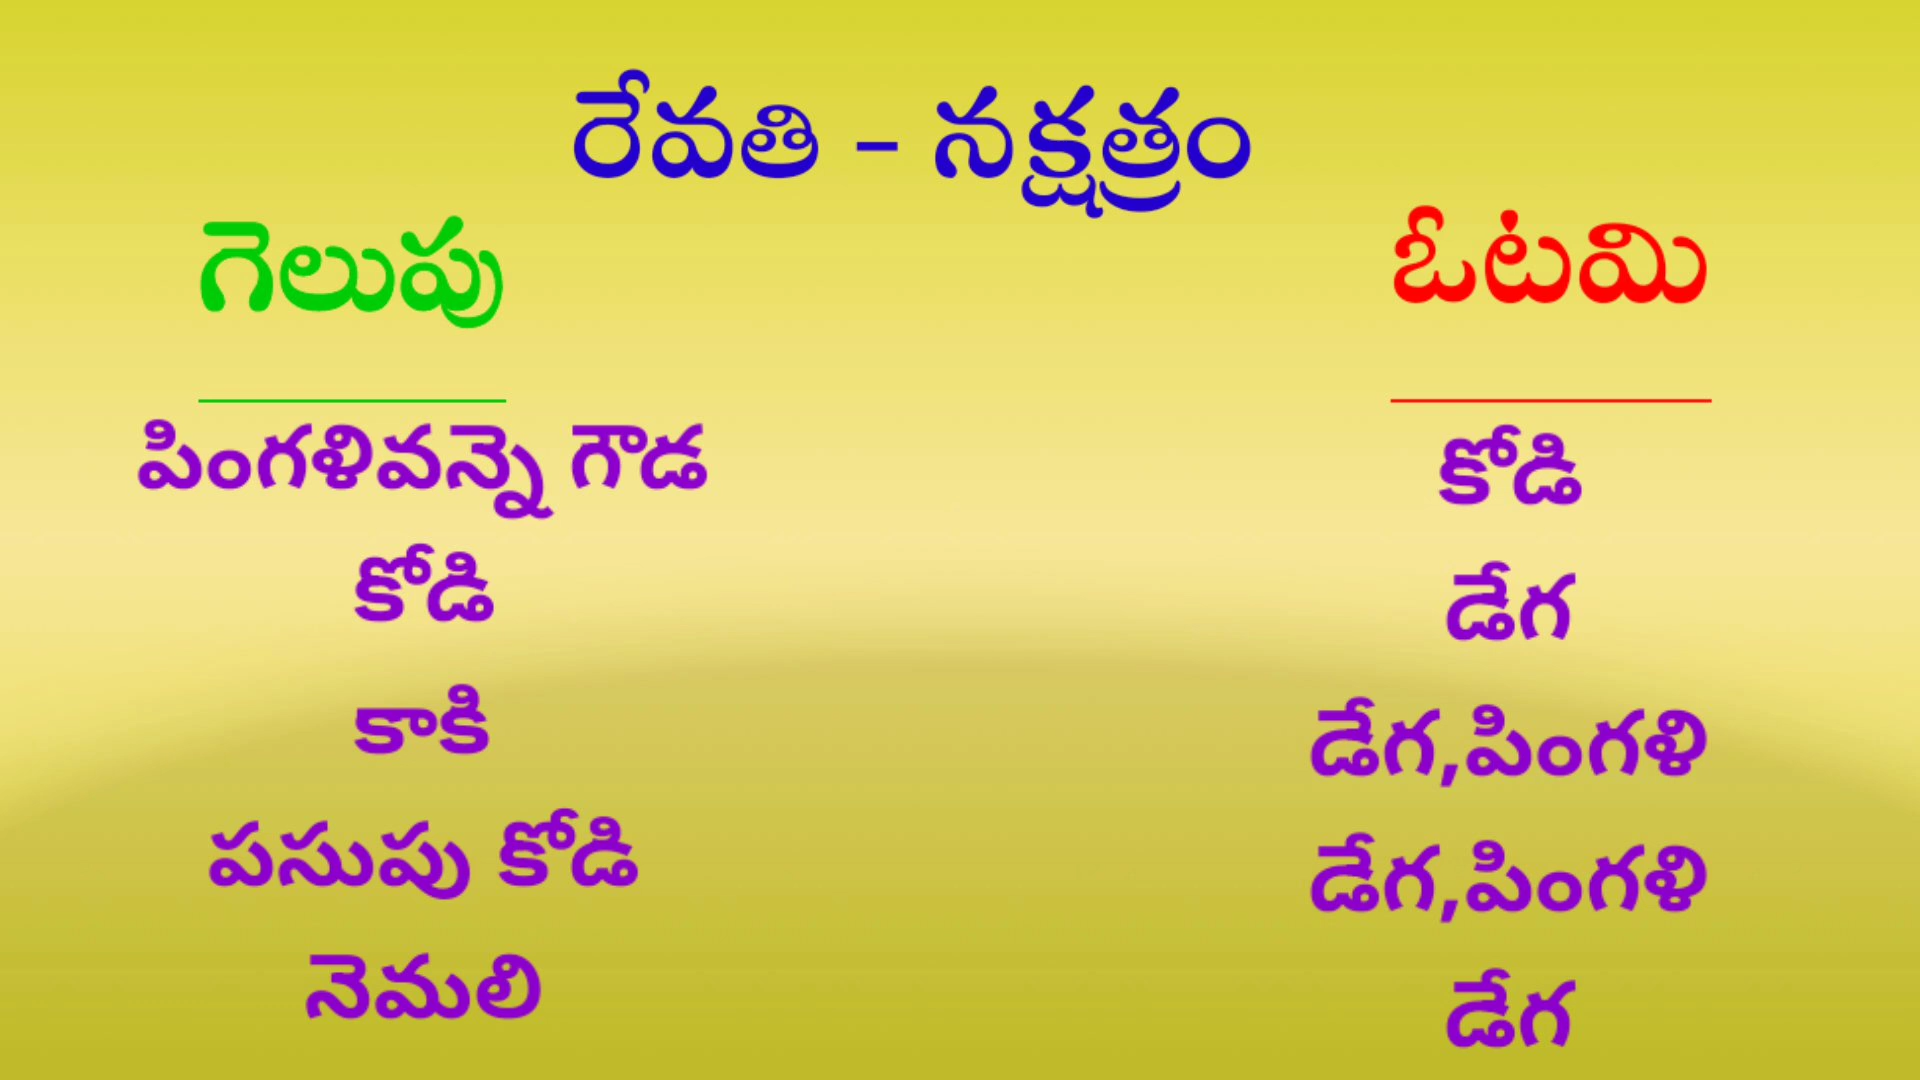 రేవతి - నక్షత్రం
గెలుపు ఓటమి
పింగళివన్నె గౌడ కోడి
కోడి డేగ
కాకి డేగ,పింగళి
పసుపు కోడి డేగ,పింగళి
నెమలి డేగ